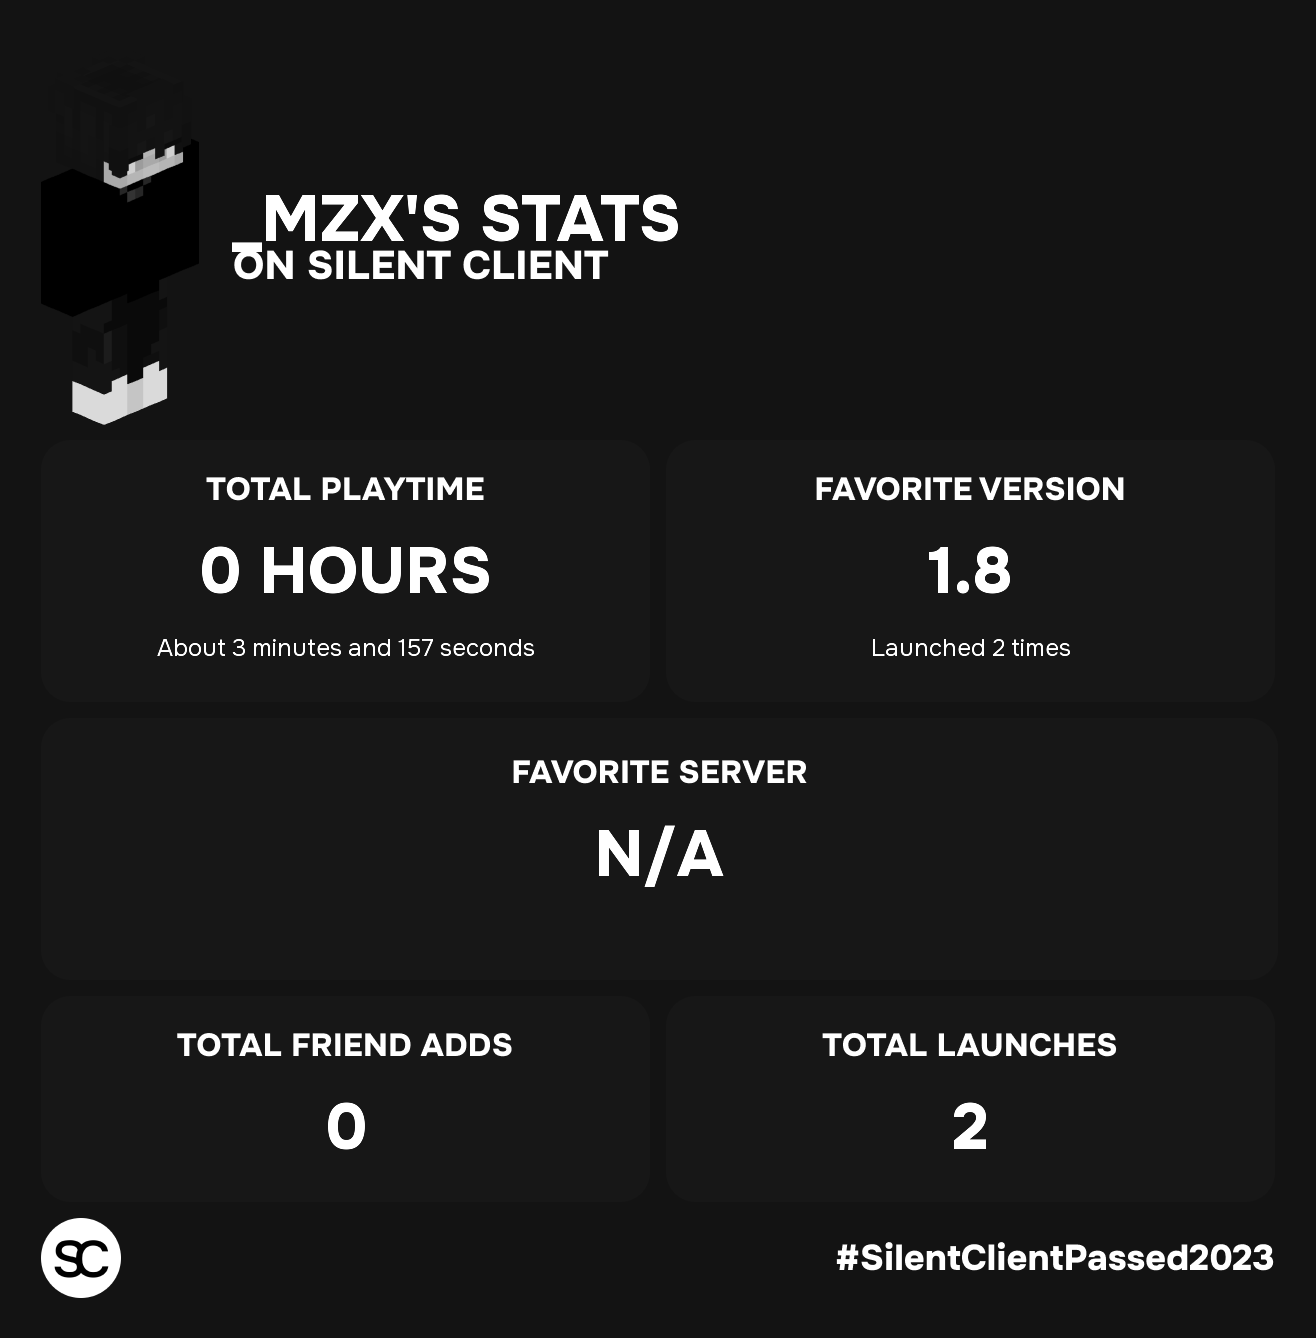 _MZX'S STATS
ON SILENT CLIENT
TOTAL PLAYTIME
0 HOURS
About 3 minutes and 157 seconds
FAVORITE VERSION
1.8
Launched 2 times
FAVORITE SERVER
N/A
TOTAL FRIEND ADDS
0
TOTAL LAUNCHES
2
SC
#SilentClientPassed2023